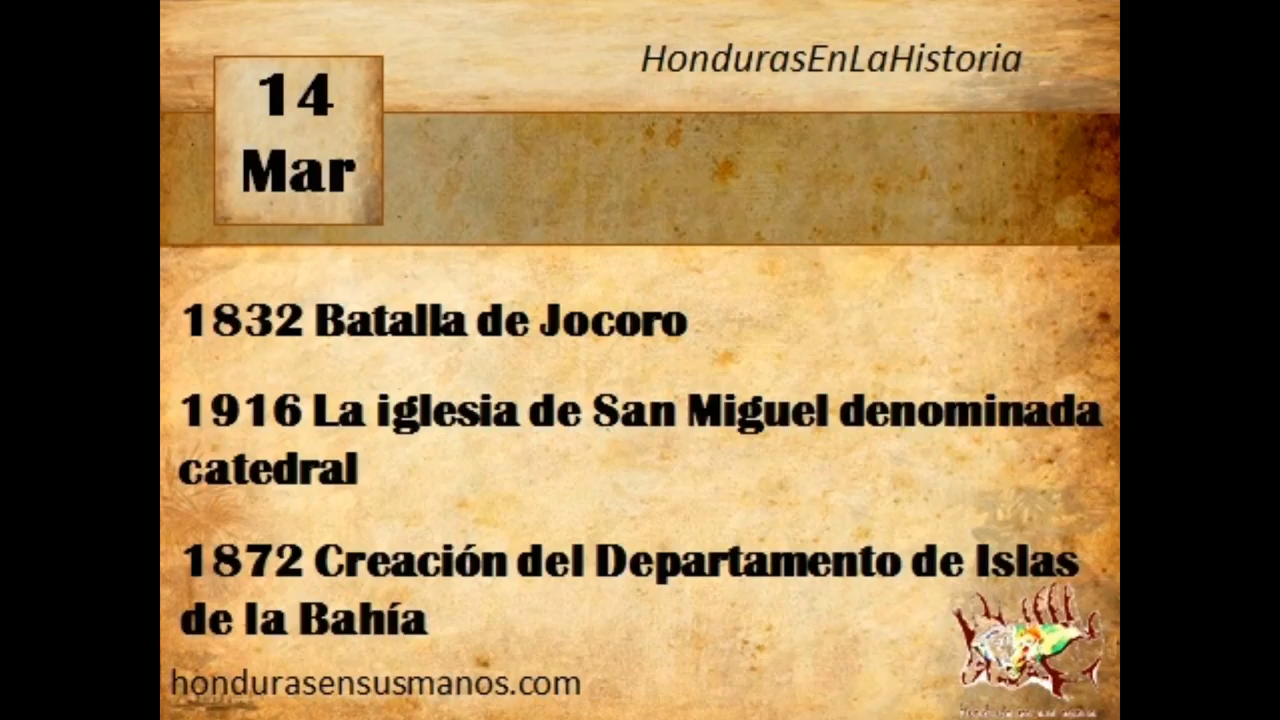 HondurasEnLaHistoria
14
Mar
1832 Batalla de Jocoro
1916 La iglesia de San Miguel denominada
catedral
1872 Creación del Departamento de Islas
de la Bahía
hondurasensusmanos.com